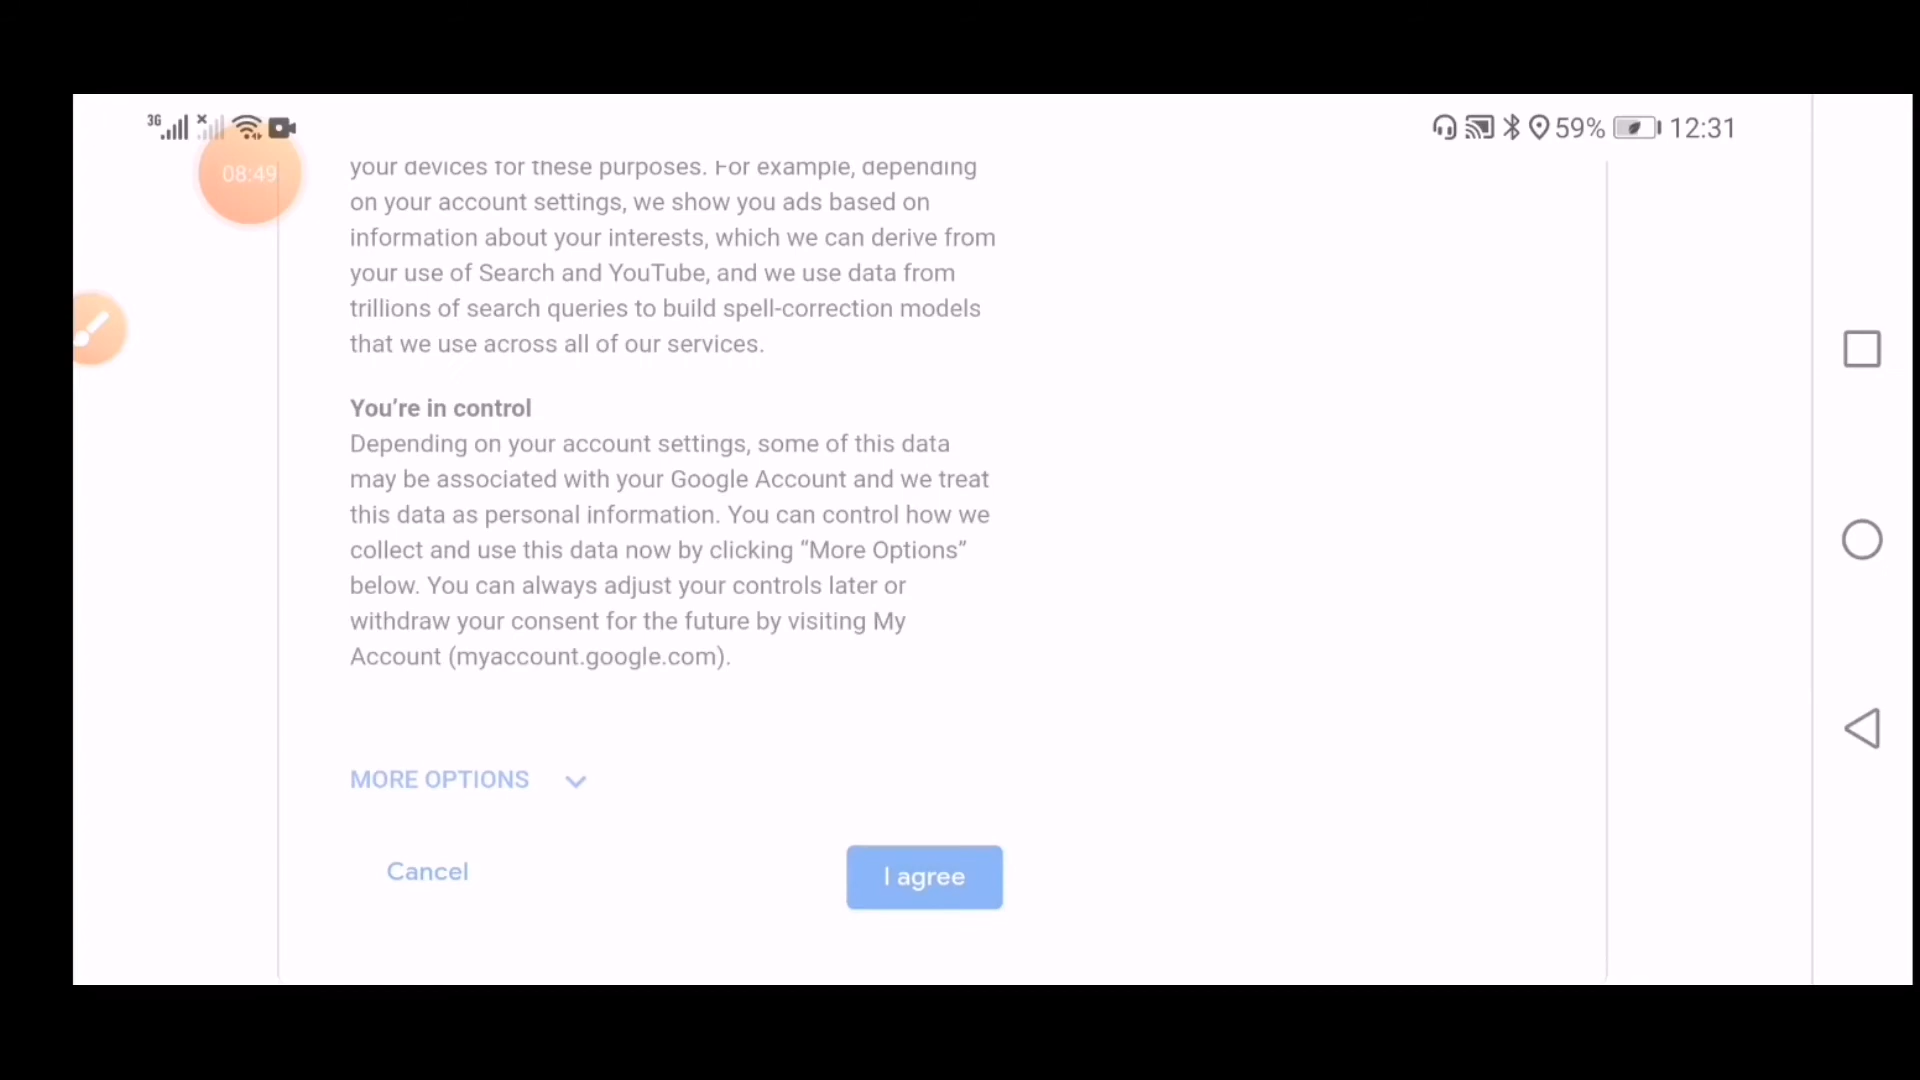 3G
59% 12:31
08:49
your devices for these purposes. For example, depending
on your account settings, we show you ads based on
information about your interests, which we can derive from
your use of Search and YouTube, and we use data from
trillions of search queries to build spell-correction models
that we use across all of our services.
You’re in control
Depending on your account settings, some of this data
may be associated with your Google Account and we treat
this data as personal information. You can control how we
collect and use this data now by clicking “More Options”
below. You can always adjust your controls later or
withdraw your consent for the future by visiting My
Account (myaccount.google.com).
MORE OPTIONS
Cancel
I agree